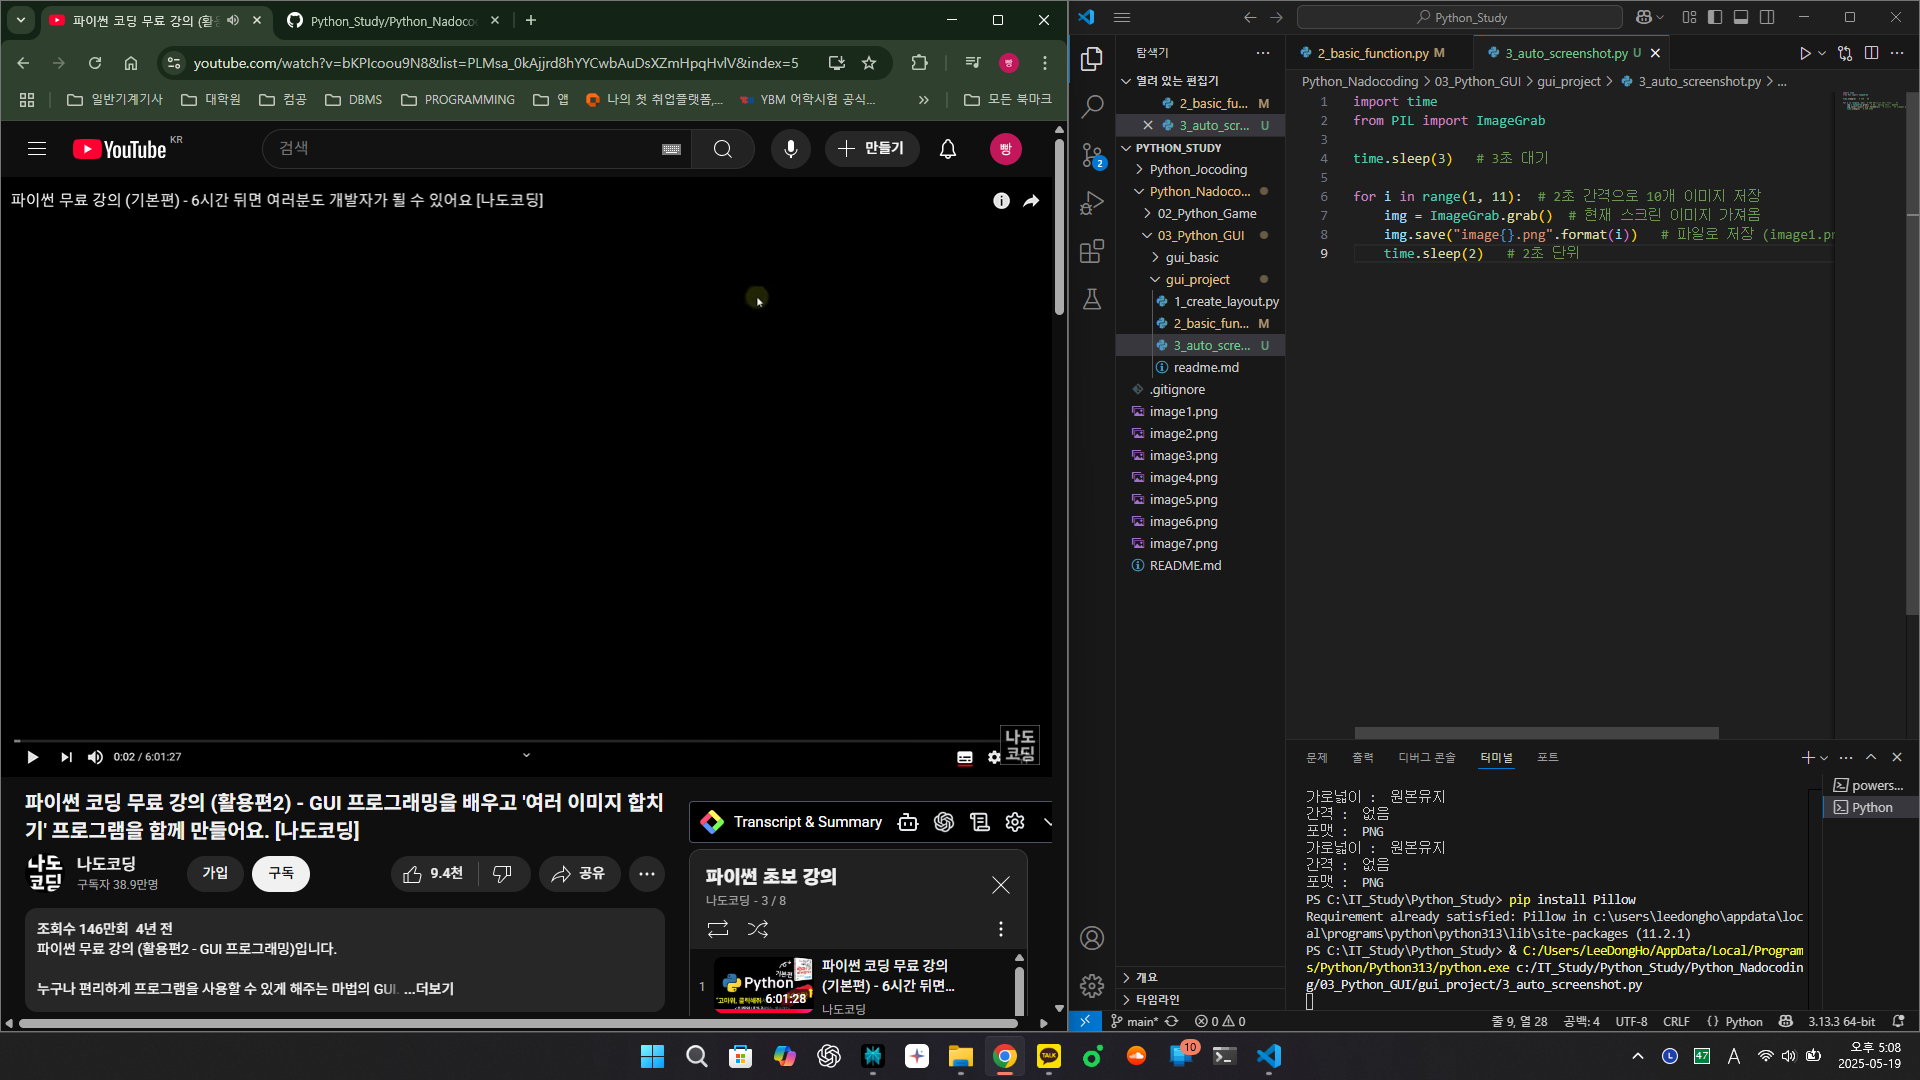 파이썬 코딩 무료 강의 (활
Python_Study/Python_Nadoco
youtube.com/watch?v=bKPIcoou9N8&list=PLMsa_0kAjjrd8hYYCwbAuDsXZmHpqHvlV&index=5
빵
일반기계기사
대학원
컴공
DBMS
PROGRAMMING
앱
나의 첫 취업플랫폼,...
YBM 어학시험 공식...
모든 북마크
YouTube KR
검색
만들기
빵
파이썬 무료 강의 (기본편) - 6시간 뒤면 여러분도 개발자가 될 수 있어요 [나도코딩]
나도
코딩
0:02 / 6:01:27
파이썬 코딩 무료 강의 (활용편2) - GUI 프로그래밍을 배우고 '여러 이미지 합치
기' 프로그램을 함께 만들어요. [나도코딩]
나도
코딩
나도코딩
구독자 38.9만명
가입
구독
9.4천
공유
조회수 146만회 4년 전
파이썬 무료 강의 (활용편2 - GUI 프로그래밍)입니다.
누구나 편리하게 프로그램을 사용할 수 있게 해주는 마법의 GUI. ...더보기
Transcript & Summary
파이썬 초보 강의
나도코딩 - 3 / 8
1
Python
기본편
6:01:28
파이썬 코딩 무료 강의
(기본편) - 6시간 뒤면...
나도코딩
Python_Study
탐색기
열려 있는 편집기
2_basic_fu... M
3_auto_scr... U
PYTHON_STUDY
Python_Jocoding
Python_Nadoco...
02_Python_Game
03_Python_GUI
gui_basic
gui_project
1_create_layout.py
2_basic_fun... M
3_auto_scre... U
readme.md
.gitignore
image1.png
image2.png
image3.png
image4.png
image5.png
image6.png
image7.png
README.md
개요
타임라인
2
2_basic_function.py M
3_auto_screenshot.py U
Python_Nadocoding > 03_Python_GUI > gui_project > 3_auto_screenshot.py > ...
1 import time
2 from PIL import ImageGrab
3
4 time.sleep(3) # 3초 대기
5
6 for i in range(1, 11): # 2초 간격으로 10개 이미지 저장
7 img = ImageGrab.grab() # 현재 스크린 이미지 가져옴
8 img.save("image{}.png".format(i)) # 파일로 저장 (image1.pr
9 time.sleep(2) # 2초 단위
문제
출력
디버그 콘솔
터미널
포트
가로넓이 : 원본유지
간격 : 없음
포맷 : PNG
가로넓이 : 원본유지
간격 : 없음
포맷 : PNG
PS C:\IT_Study\Python_Study> pip install Pillow
Requirement already satisfied: Pillow in c:\users\leedongho\appdata\loc
al\programs\python\python313\lib\site-packages (11.2.1)
PS C:\IT_Study\Python_Study> & C:/Users/LeeDongHo/AppData/Local/Program
s/Python/Python313/python.exe c:/IT_Study/Python_Study/Python_Nadocodin
g/03_Python_GUI/gui_project/3_auto_screenshot.py
powers...
Python
main*
0 0
줄 9, 열 28
공백: 4
UTF-8
CRLF
{} Python
3.13.3 64-bit
TALK
10
L
47
A
오후 5:08
2025-05-19